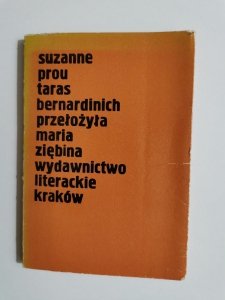 suzanne
prou
taras
bernardinich
przełożyła
maria
ziębina
wydawnictwo
literackie
kraków